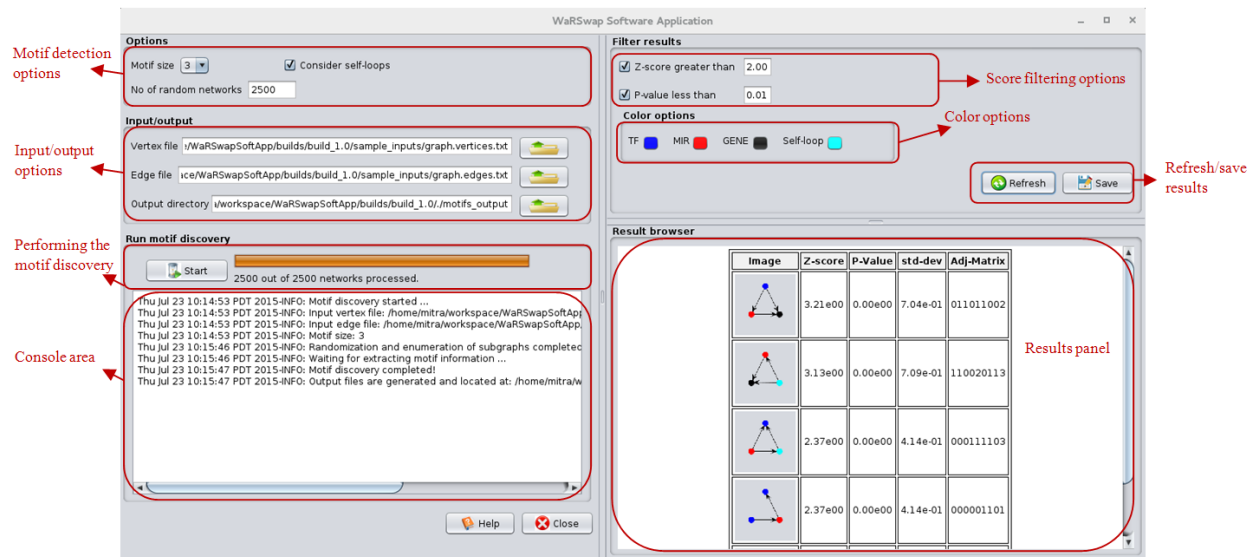 WaRSwap Software Application
Motif detection
options
Options
Motif size 3
Consider self-loops
No of random networks 2500
Input/output
options
Input/output
Vertex file :/WaRSwapSoftApp/builds/build_1.0/sample_inputs/graph.vertices.txt
Edge file ıce/WaRSwapSoftApp/builds/build_1.0/sample_inputs/graph.edges.txt
Output directory ı/workspace/WaRSwapSoftApp/builds/build_1.0/./motifs_output
Performing the
motif discovery
Run motif discovery
Start
2500 out of 2500 networks processed.
Console area
Thu Jul 23 10:14:53 PDT 2015-INFO: Motif discovery started ...
Thu Jul 23 10:14:53 PDT 2015-INFO: Input vertex file: /home/mitra/workspace/WaRSwapSoftApp
Thu Jul 23 10:14:53 PDT 2015-INFO: Input edge file: /home/mitra/workspace/WaRSwapSoftApp,
Thu Jul 23 10:14:53 PDT 2015-INFO: Motif size: 3
Thu Jul 23 10:15:46 PDT 2015-INFO: Randomization and enumeration of subgraphs completed
Thu Jul 23 10:15:46 PDT 2015-INFO: Waiting for extracting motif information ...
Thu Jul 23 10:15:47 PDT 2015-INFO: Motif discovery completed!
Thu Jul 23 10:15:47 PDT 2015-INFO: Output files are generated and located at: /home/mitra/w
Help
Close
Filter results
Z-score greater than 2.00
P-value less than 0.01
Score filtering options
Color options
TF MIR GENE Self-loop
Color options
Refresh
Save
Refresh/save
results
Result browser
Image Z-score P-Value std-dev Adj-Matrix
3.21e00 0.00e00 7.04e-01 011011002
3.13e00 0.00e00 7.09e-01 110020113
2.37e00 0.00e00 4.14e-01 000111103
2.37e00 0.00e00 4.14e-01 000001101
Results panel